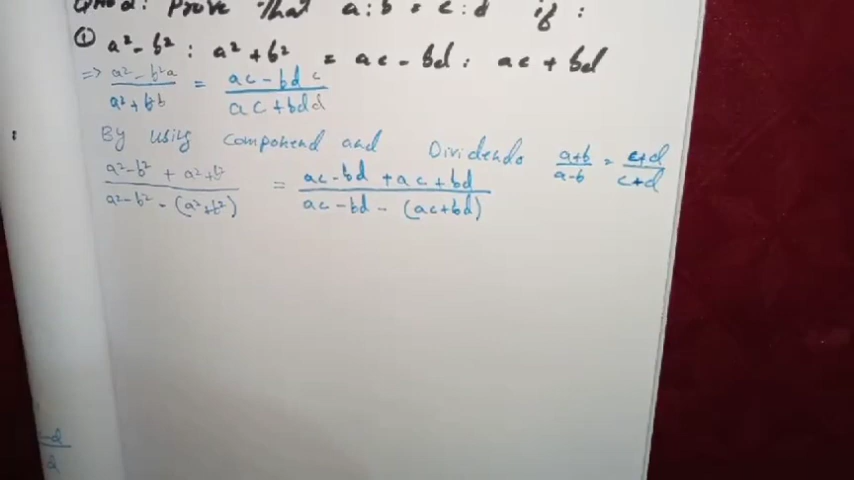 Prove that a:b = c:d if :
① a² - b² : a² + b² = ac - bd : ac + bd
=> a² - b² a / a² + b b = ac - bd c / ac + bd d
By using Componend and Dividendo a+b / a-b = c+d / c+d
a² - b² + a² + b² / a² - b² - (a² + b²) = ac - bd + ac + bd / ac - bd - (ac + bd)